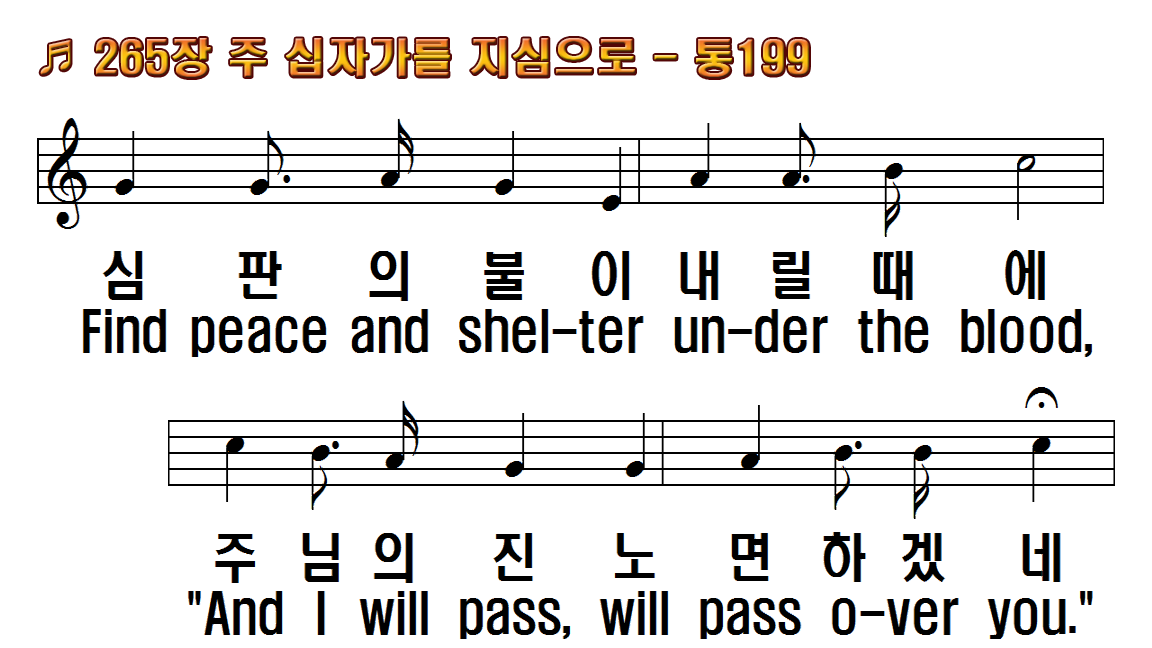 ♬ 265장 주 십자가를 지심으로 - 통199
심 판 의 불 이 내 릴 때 에
Find peace and shel-ter un-der the blood,
주 님 의 진 노 면 하 겠 네
"And I will pass, will pass o-ver you."